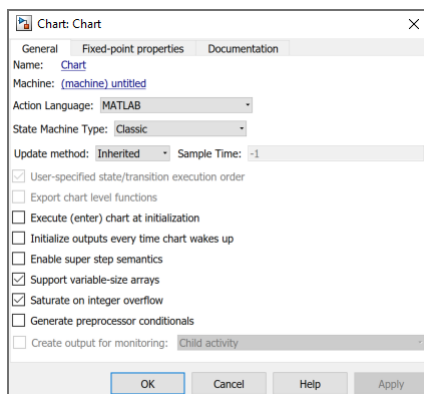 Chart: Chart
General Fixed-point properties Documentation
Name: Chart
Machine: (machine) untitled
Action Language: MATLAB
State Machine Type: Classic
Update method: Inherited Sample Time: -1
User-specified state/transition execution order
Export chart level functions
Execute (enter) chart at initialization
Initialize outputs every time chart wakes up
Enable super step semantics
Support variable-size arrays
Saturate on integer overflow
Generate preprocessor conditionals
Create output for monitoring: Child activity
OK Cancel Help Apply